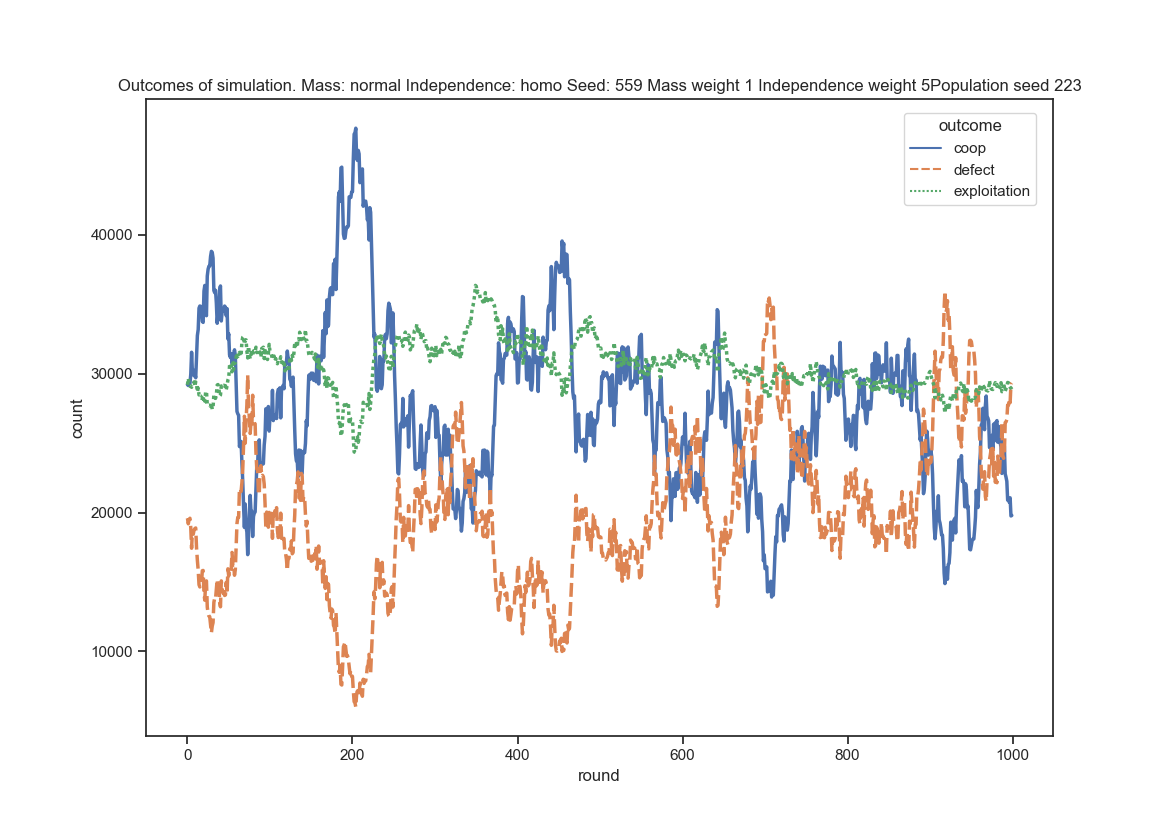 Outcomes of simulation. Mass: normal Independence: homo Seed: 559 Mass weight 1 Independence weight 5Population seed 223
outcome
coop
defect
exploitation
count
40000
30000
20000
10000
0 200 400 600 800 1000
round